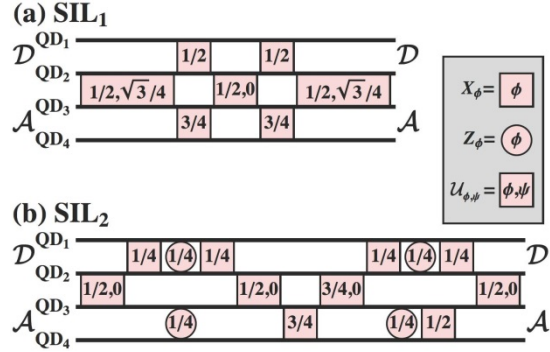 (a) SIL₁
QD₁
𝒟 1/2 1/2 𝒟
QD₂
1/2,√3/4 1/2,0 1/2,√3/4
QD₃
𝒜 3/4 3/4 𝒜
QD₄
X_ϕ= ϕ
Z_ϕ= ϕ
𝒰_ϕ,ψ= ϕ,ψ
(b) SIL₂
QD₁
𝒟 1/4 1/4 1/4 1/4 1/4 1/4 𝒟
QD₂
1/2,0 1/2,0 3/4,0 1/2,0
QD₃
𝒜 1/4 3/4 1/4 1/2 𝒜
QD₄